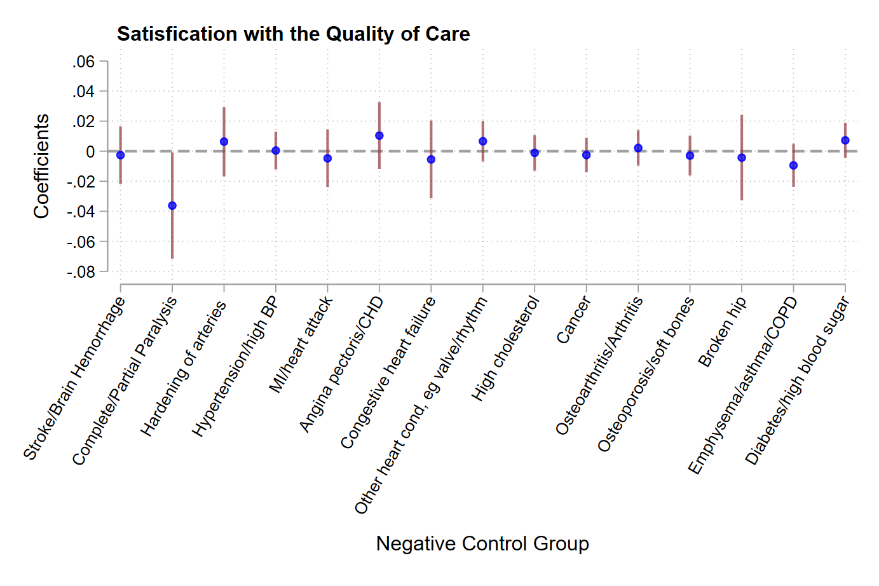 Satisfication with the Quality of Care
Coefficients
.06
.04
.02
0
-.02
-.04
-.06
-.08
Stroke/Brain Hemorrhage
Complete/Partial Paralysis
Hardening of arteries
Hypertension/high BP
MI/heart attack
Angina pectoris/CHD
Congestive heart failure
Other heart cond, eg valve/rhythm
High cholesterol
Cancer
Osteoarthritis/Arthritis
Osteoporosis/soft bones
Broken hip
Emphysema/asthma/COPD
Diabetes/high blood sugar
Negative Control Group